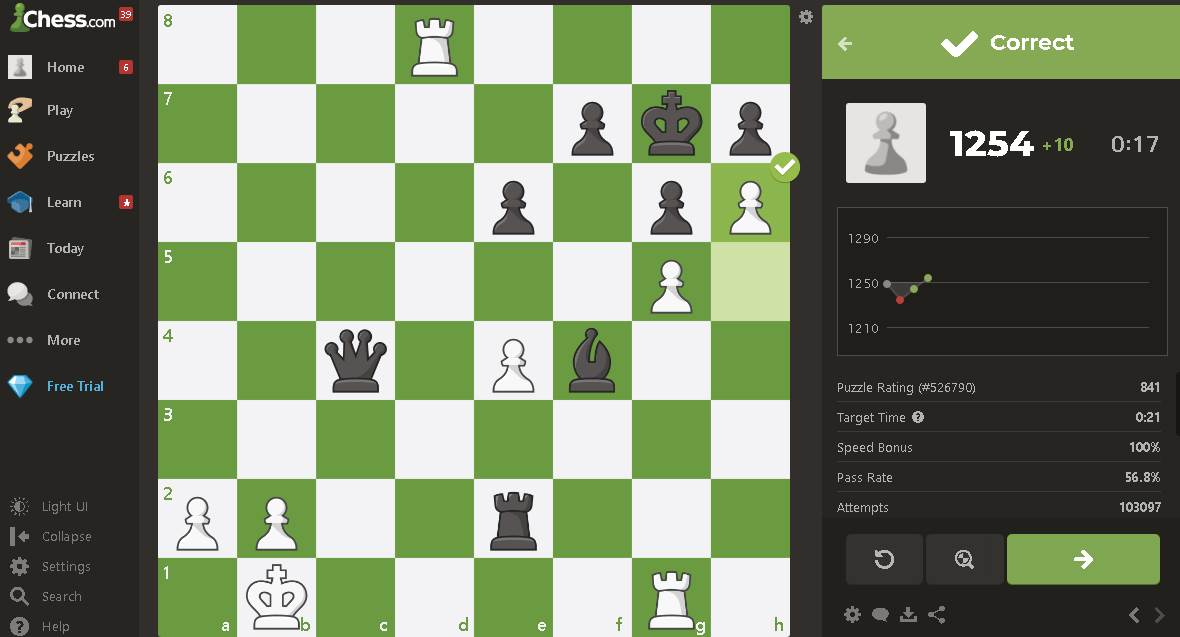 Chess.com 39
Home 6
Play
Puzzles
Learn
Today
Connect
More
Free Trial
Light UI
Collapse
Settings
Search
Help
8
7
6
5
4
3
2
1
a b c d e f g h
Correct
1254 +10 0:17
1290
1250
1210
Puzzle Rating (#526790) 841
Target Time ? 0:21
Speed Bonus 100%
Pass Rate 56.8%
Attempts 103097